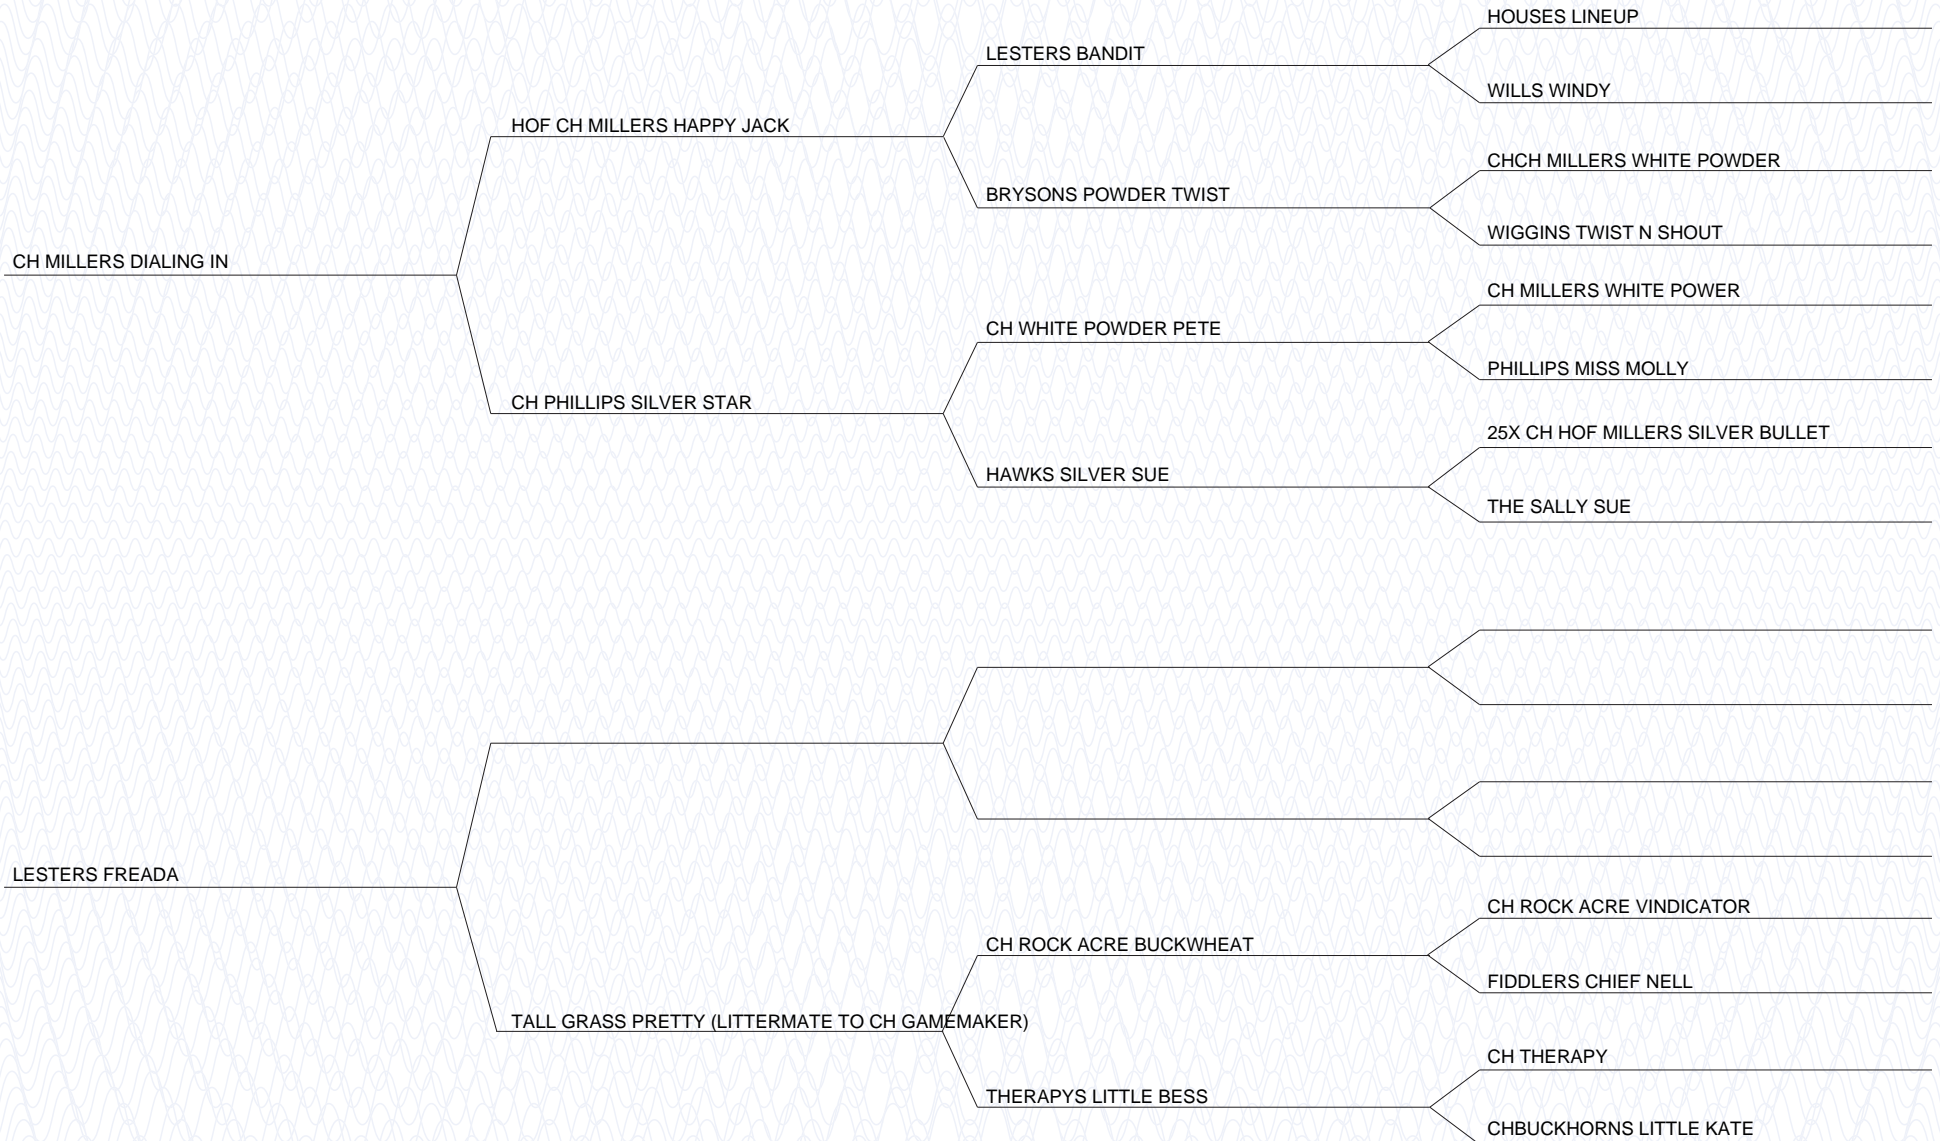 HOUSES LINEUP
LESTERS BANDIT
WILLS WINDY
HOF CH MILLERS HAPPY JACK
CHCH MILLERS WHITE POWDER
BRYSONS POWDER TWIST
WIGGINS TWIST N SHOUT
CH MILLERS DIALING IN
CH MILLERS WHITE POWER
CH WHITE POWDER PETE
PHILLIPS MISS MOLLY
CH PHILLIPS SILVER STAR
25X CH HOF MILLERS SILVER BULLET
HAWKS SILVER SUE
THE SALLY SUE
LESTERS FREADA
CH ROCK ACRE VINDICATOR
CH ROCK ACRE BUCKWHEAT
FIDDLERS CHIEF NELL
TALL GRASS PRETTY (LITTERMATE TO CH GAMEMAKER)
CH THERAPY
THERAPYS LITTLE BESS
CHBUCKHORNS LITTLE KATE